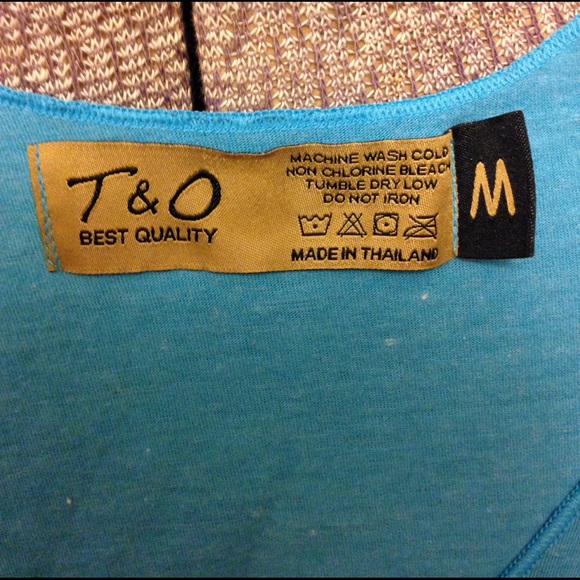 T & O
BEST QUALITY
MACHINE WASH COLD
NON CHLORINE BLEACH
TUMBLE DRY LOW
DO NOT IRON
MADE IN THAILAND
M